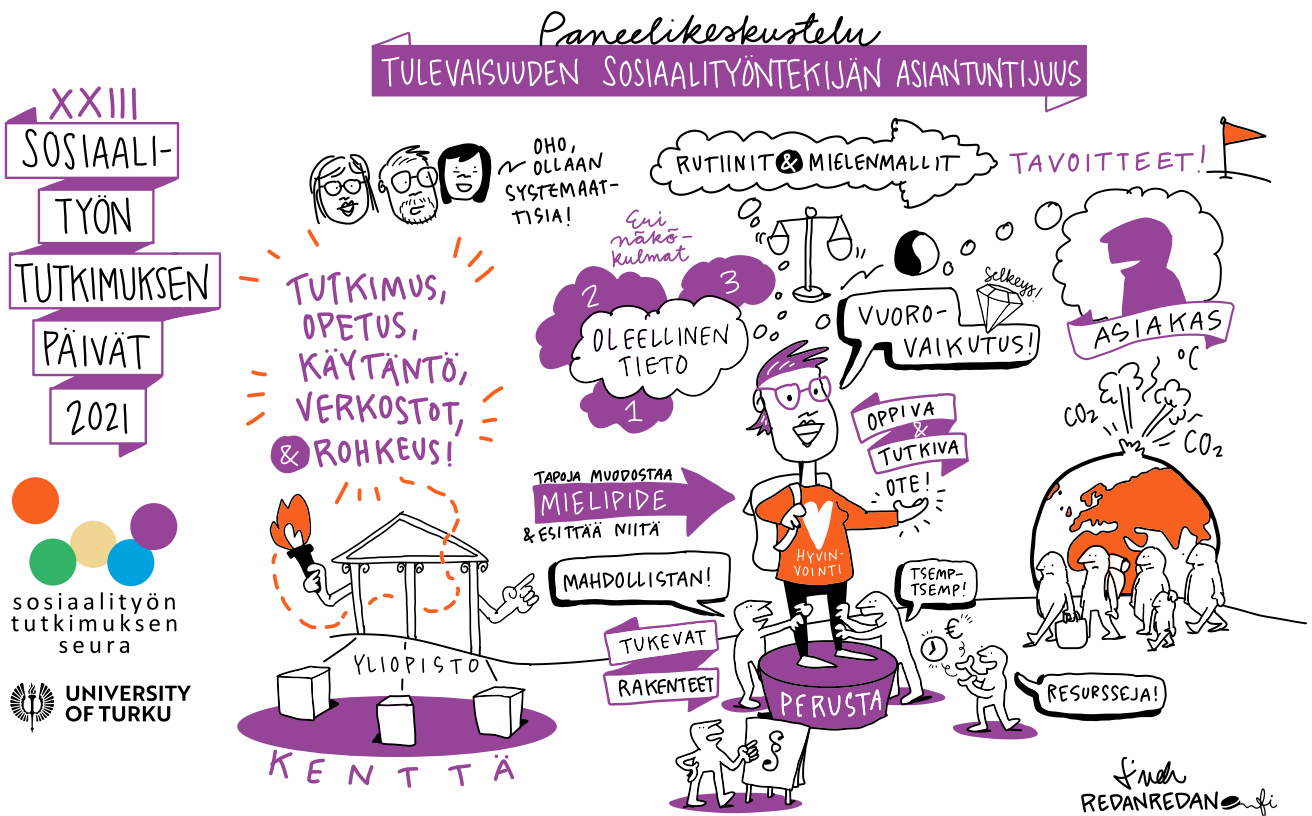 Paneelikeskustelu
TULEVAISUUDEN SOSIAALITYÖNTEKIJÄN ASIANTUNTIJUUS
XXIII
SOSIAALI-
TYÖN
TUTKIMUKSEN
PÄIVÄT
2021
sosiaalityön
tutkimuksen
seura
UNIVERSITY
OF TURKU
OHO,
OLLAAN
SYSTEMAAT-
TISIA!
TUTKIMUS,
OPETUS,
KÄYTÄNTÖ,
VERKOSTOT,
& ROHKEUS!
YLIOPISTO
KENTTÄ
Eri
näkö-
kulmat
2
3
OLEELLINEN
TIETO
1
RUTIINIT & MIELENMALLIT
TAVOITTEET!
Selkeys!
VUORO-
VAIKUTUS!
ASIAKAS
OPPIVA
&
TUTKIVA
OTE!
TAPOJA MUODOSTAA
MIELIPIDE
& ESITTÄÄ NIITÄ
HYVIN-
VOINTI
MAHDOLLISTAN!
TSEMP-
TSEMP!
TUKEVAT
RAKENTEET
PERUSTA
§
€
RESURSSEJA!
°C
CO₂
CO₂
REDANREDAN.fi